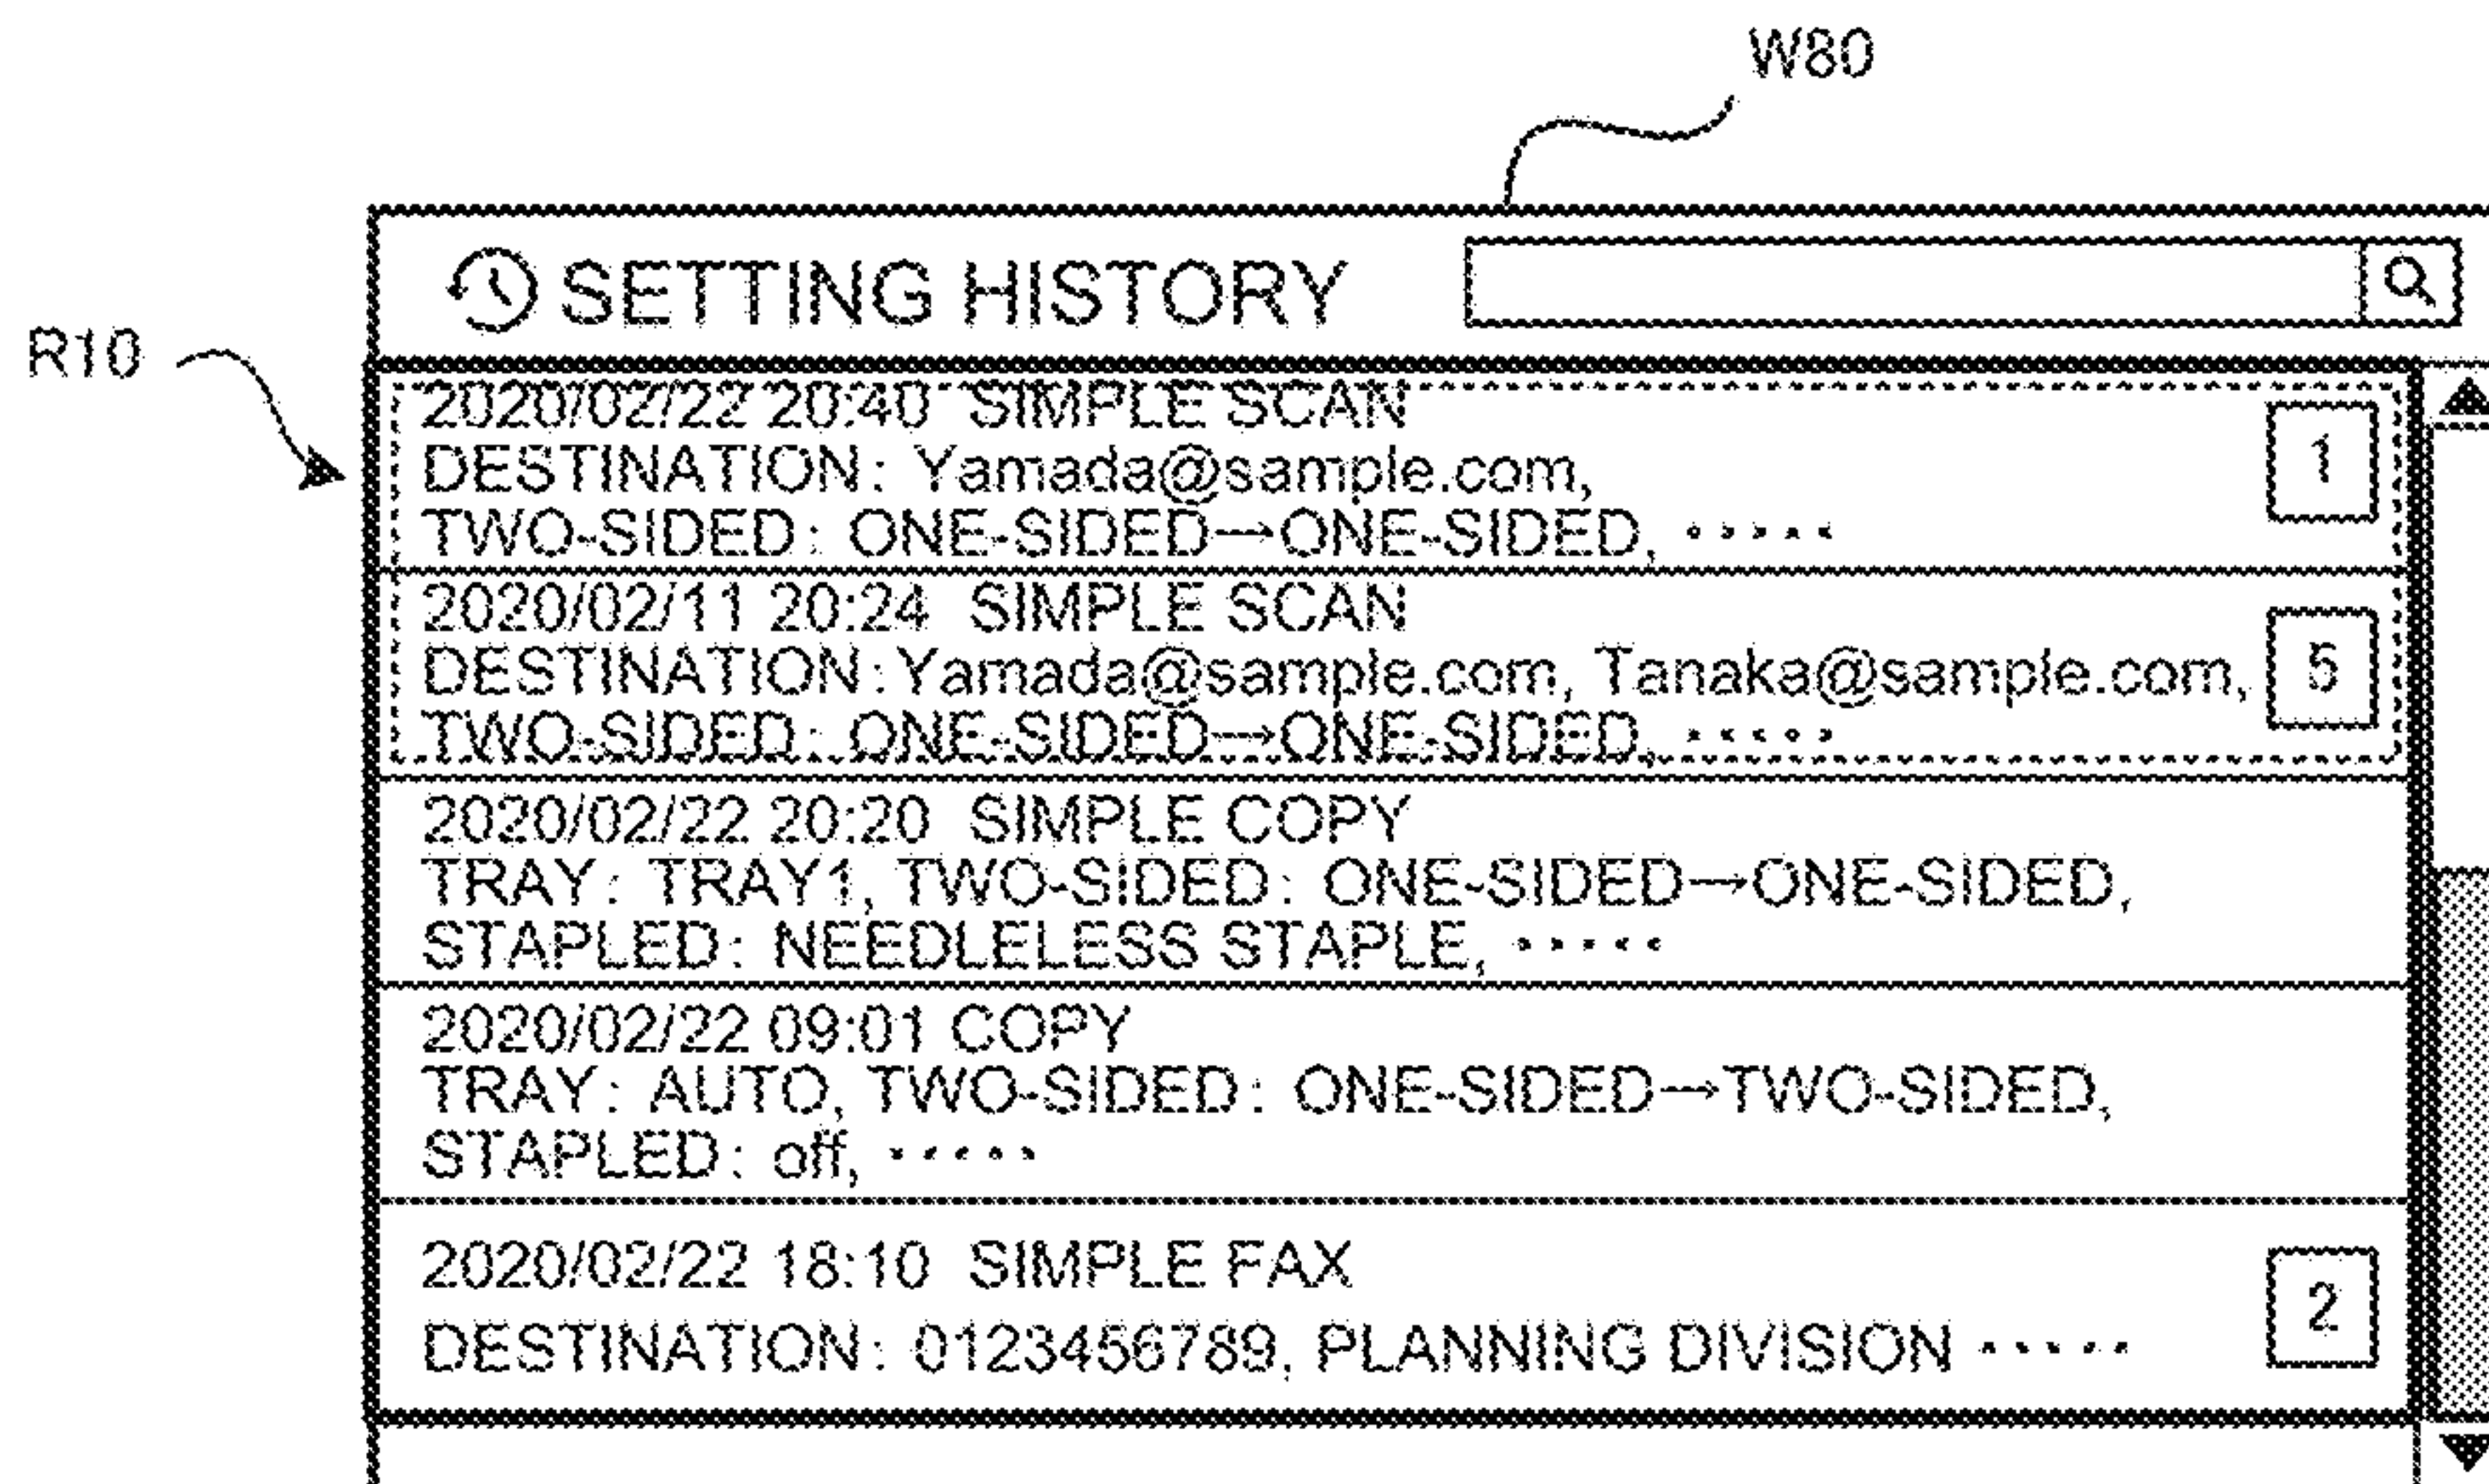 W80
SETTING HISTORY
R10
2020/02/22 20:40 SIMPLE SCAN
DESTINATION: Yamada@sample.com,
1
TWO-SIDED: ONE-SIDED→ONE-SIDED, ·····
2020/02/11 20:24 SIMPLE SCAN
DESTINATION:Yamada@sample.com, Tanaka@sample.com,
5
TWO-SIDED: ONE-SIDED→ONE-SIDED, ·····
2020/02/22 20:20 SIMPLE COPY
TRAY: TRAY1, TWO-SIDED: ONE-SIDED→ONE-SIDED,
STAPLED: NEEDLELESS STAPLE, ·····
2020/02/22 09:01 COPY
TRAY: AUTO, TWO-SIDED: ONE-SIDED→TWO-SIDED,
STAPLED: off, ·····
2020/02/22 18:10 SIMPLE FAX
2
DESTINATION: 0123456789, PLANNING DIVISION ·····